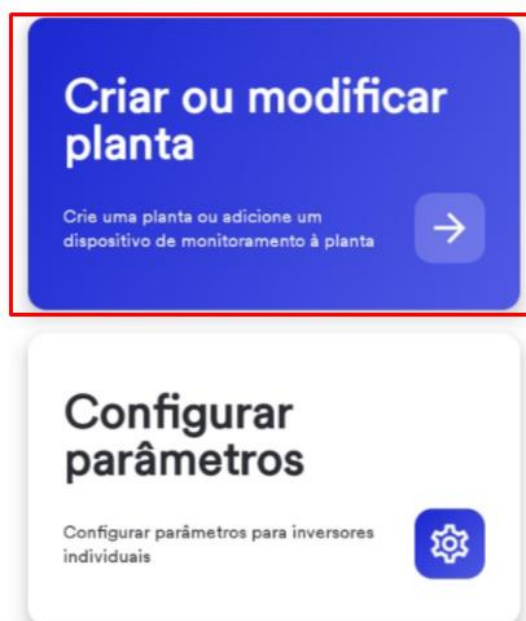 Criar ou modificar
planta
Crie uma planta ou adicione um
dispositivo de monitoramento à planta
Configurar
parâmetros
Configurar parâmetros para inversores
individuais